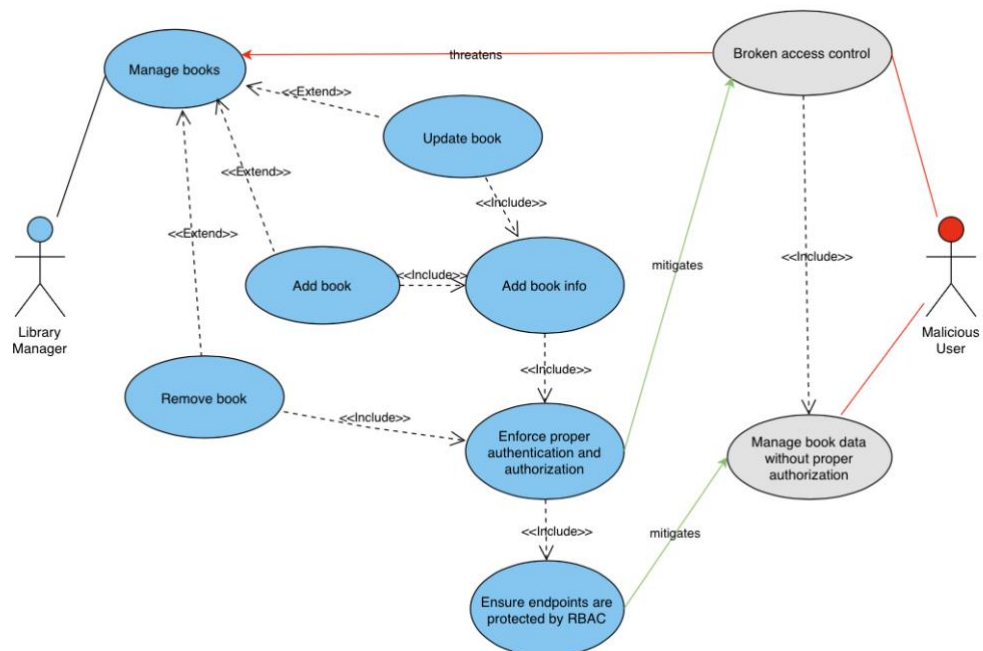 Manage books
threatens
Broken access control
<<Extend>>
Update book
<<Extend>>
<<Include>>
<<Extend>>
Add book
<<Include>>
Add book info
mitigates
<<Include>>
Library
Manager
Malicious
User
<<Include>>
Remove book
<<Include>>
Enforce proper
authentication and
authorization
Manage book data
without proper
authorization
<<Include>>
mitigates
Ensure endpoints are
protected by RBAC